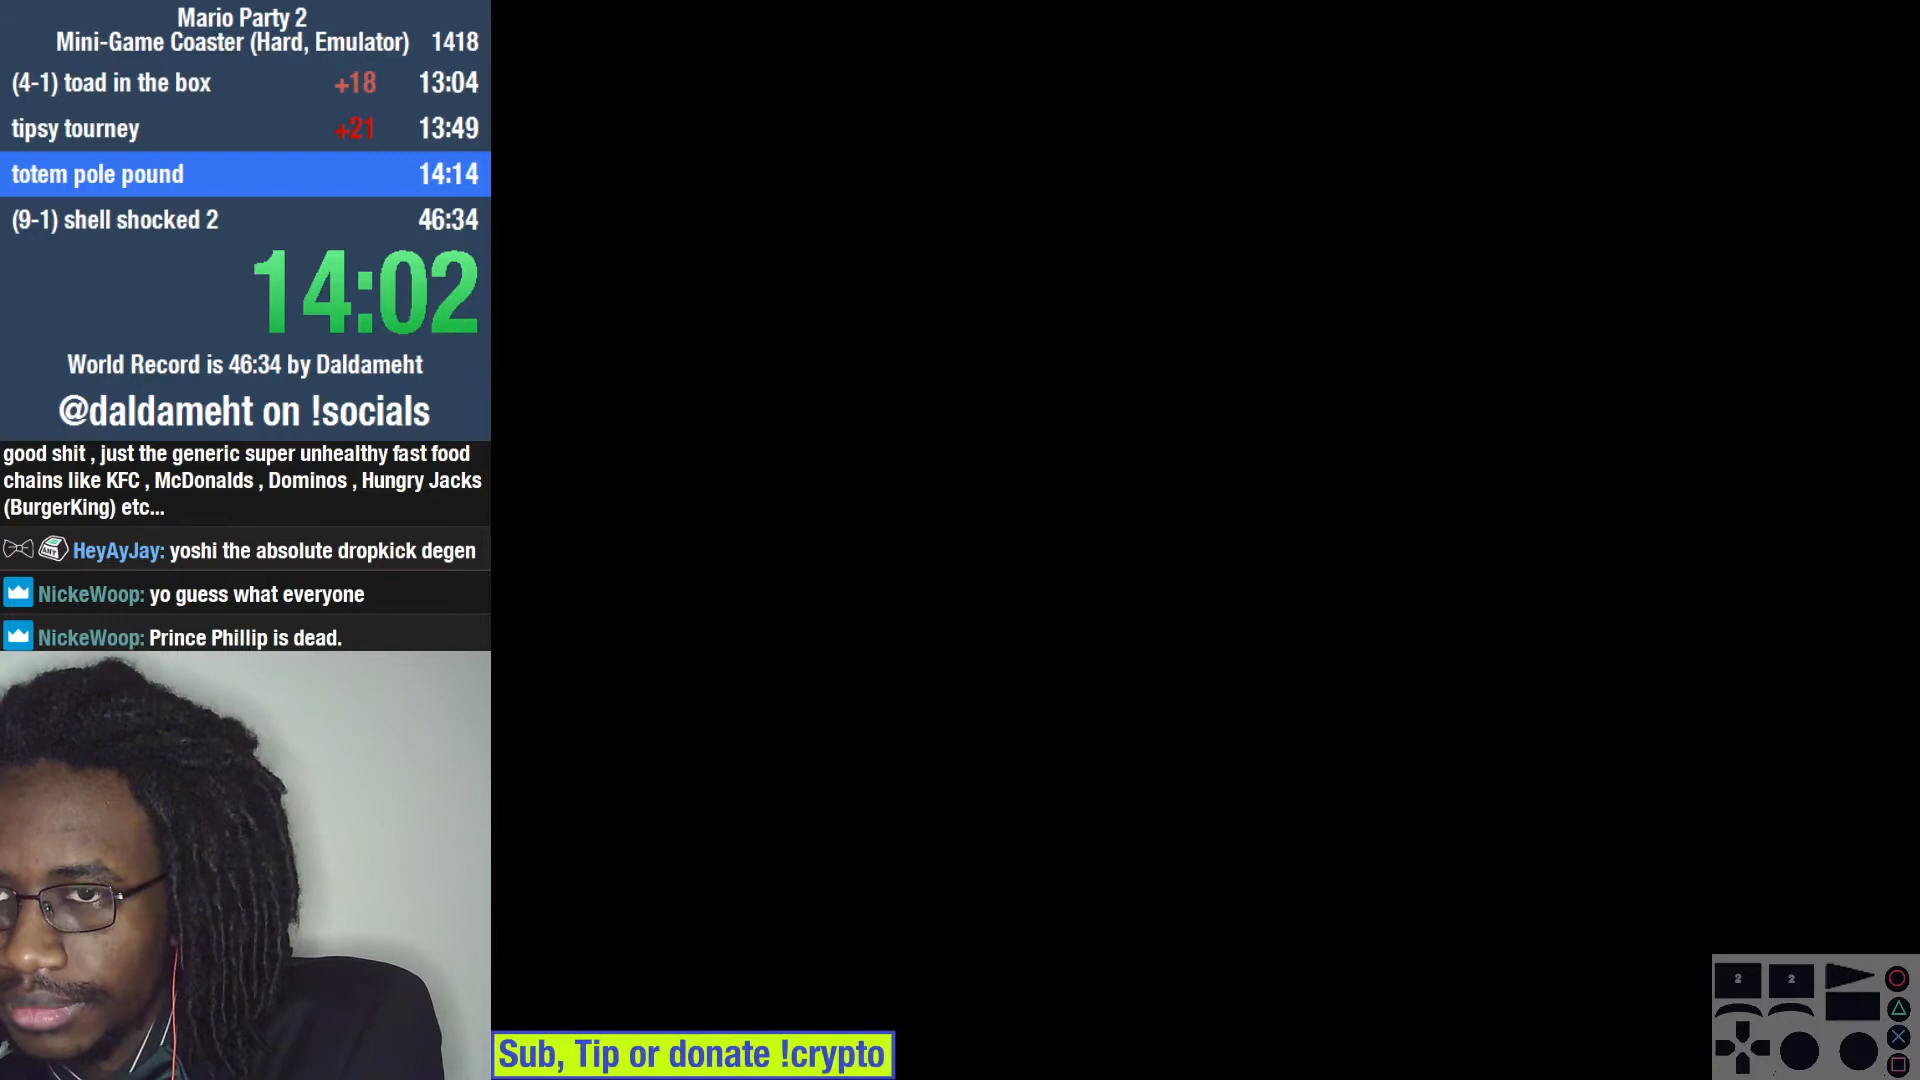 Mario Party 2
Mini-Game Coaster (Hard, Emulator) 1418
(4-1) toad in the box +18 13:04
tipsy tourney +21 13:49
totem pole pound 14:14
(9-1) shell shocked 2 46:34
14:02
World Record is 46:34 by Daldameht
@daldameht on !socials
good shit , just the generic super unhealthy fast food
chains like KFC , McDonalds , Dominos , Hungry Jacks
(BurgerKing) etc...
ANY HeyAyJay: yoshi the absolute dropkick degen
NickeWoop: yo guess what everyone
NickeWoop: Prince Phillip is dead.
2 2
Sub, Tip or donate !crypto